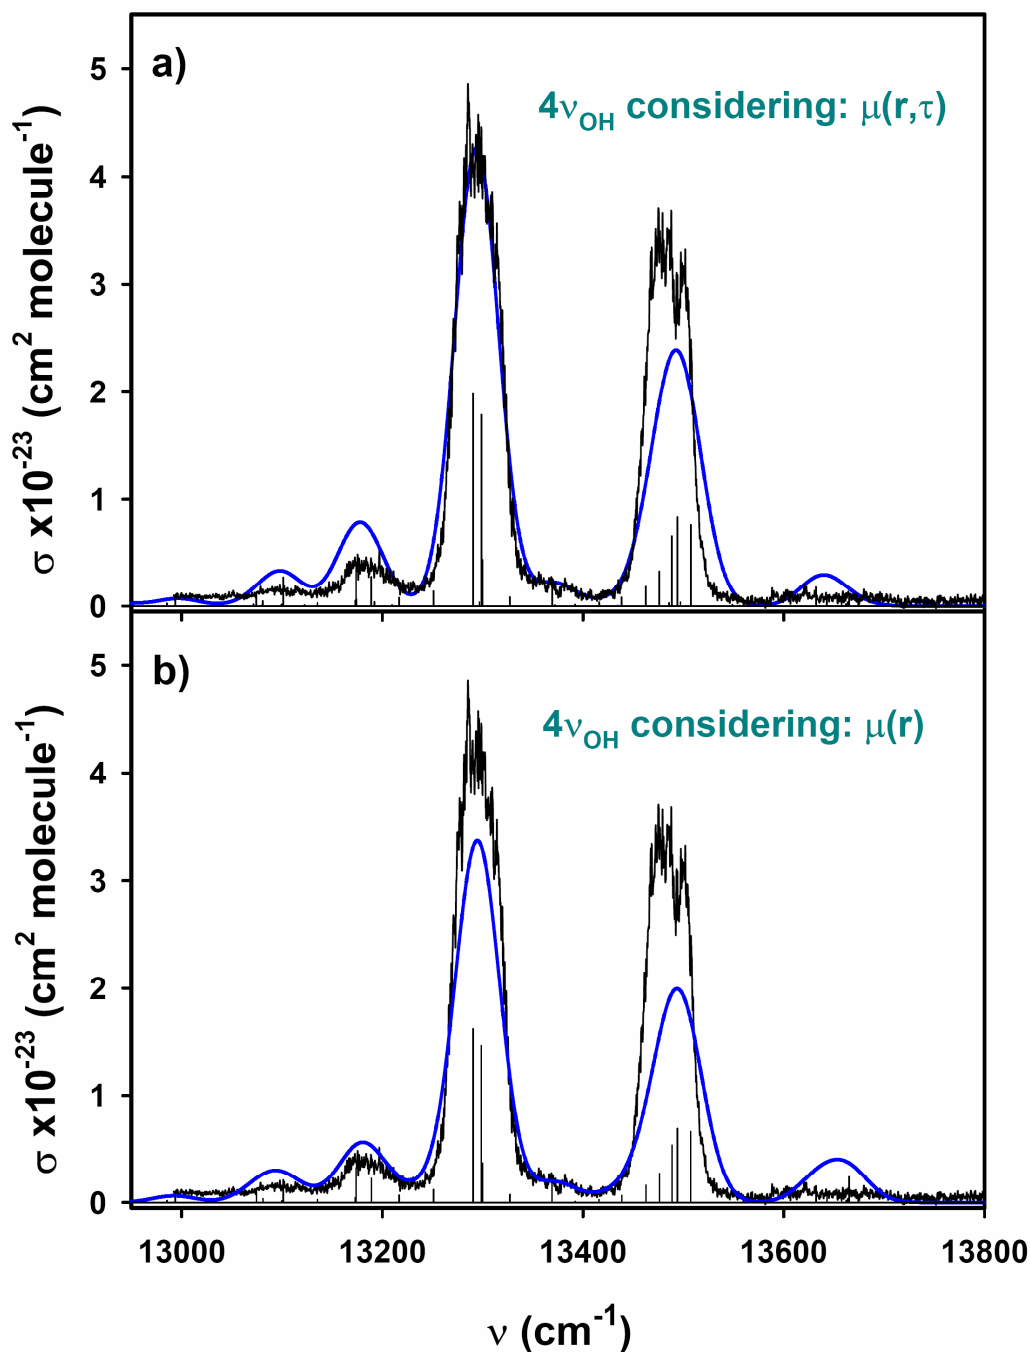 a)
4νOH considering: μ(r,τ)
σ x10-23 (cm2 molecule-1)
5
4
3
2
1
0
b)
4νOH considering: μ(r)
σ x10-23 (cm2 molecule-1)
5
4
3
2
1
0
13000 13200 13400 13600 13800
ν (cm-1)